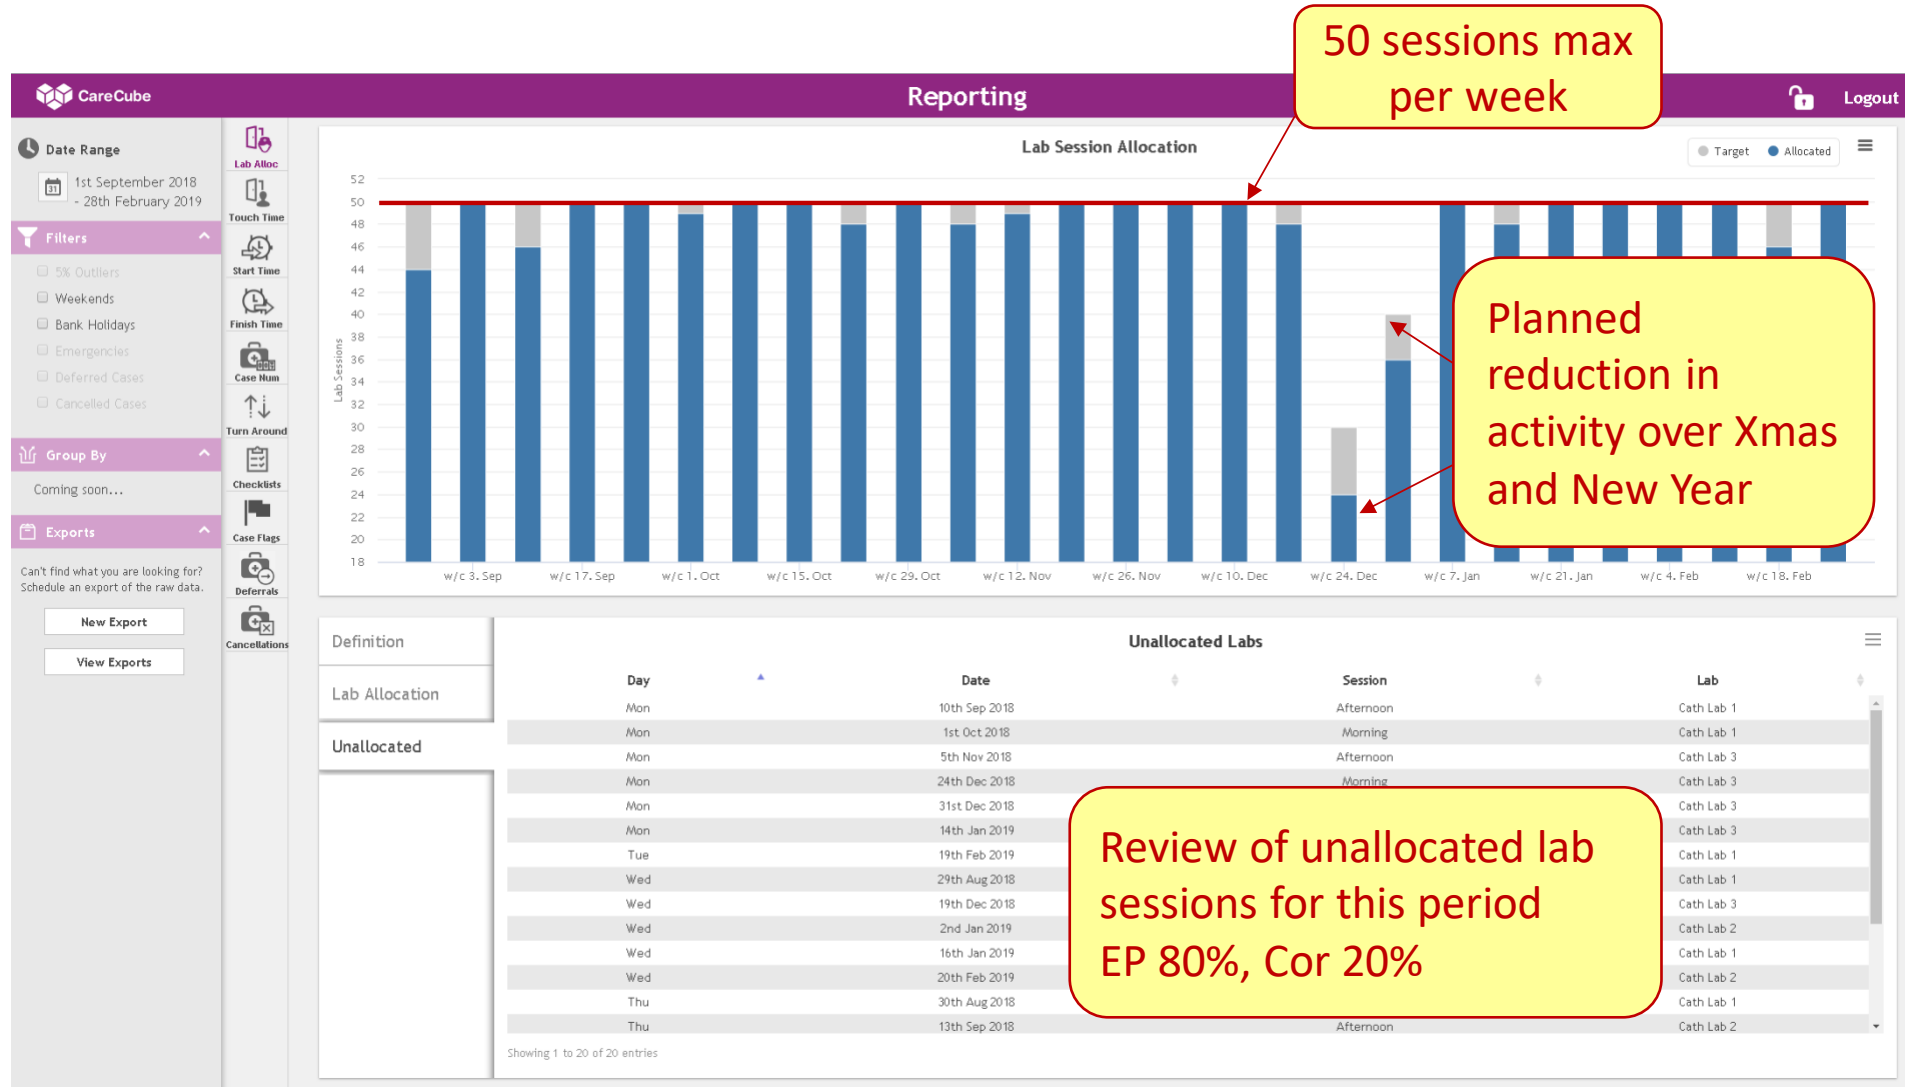 50 sessions max
per week
CareCube
Reporting
Logout
Date Range
31
1st September 2018
- 28th February 2019
Filters
5% Outliers
Weekends
Bank Holidays
Emergencies
Deferred Cases
Cancelled Cases
Group By
Coming soon...
Exports
Can't find what you are looking for?
Schedule an export of the raw data.
New Export
View Exports
Lab Alloc
Touch Time
Start Time
Finish Time
Case Num
Turn Around
Checklists
Case Flags
Deferrals
Cancellations
Lab Session Allocation
Target
Allocated
Lab Sessions
52
50
48
46
44
42
40
38
36
34
32
30
28
26
24
22
20
18
w/c 3. Sep
w/c 17. Sep
w/c 1. Oct
w/c 15. Oct
w/c 29. Oct
w/c 12. Nov
w/c 26. Nov
w/c 10. Dec
w/c 24. Dec
w/c 7. Jan
w/c 21. Jan
w/c 4. Feb
w/c 18. Feb
Planned
reduction in
activity over Xmas
and New Year
Definition
Lab Allocation
Unallocated
Unallocated Labs
Day Date Session Lab
Mon 10th Sep 2018 Afternoon Cath Lab 1
Mon 1st Oct 2018 Morning Cath Lab 1
Mon 5th Nov 2018 Afternoon Cath Lab 3
Mon 24th Dec 2018 Morning Cath Lab 3
Mon 31st Dec 2018 Cath Lab 3
Mon 14th Jan 2019 Cath Lab 3
Tue 19th Feb 2019 Cath Lab 1
Wed 29th Aug 2018 Cath Lab 1
Wed 19th Dec 2018 Cath Lab 3
Wed 2nd Jan 2019 Cath Lab 2
Wed 16th Jan 2019 Cath Lab 1
Wed 20th Feb 2019 Cath Lab 2
Thu 30th Aug 2018 Cath Lab 1
Thu 13th Sep 2018 Afternoon Cath Lab 2
Showing 1 to 20 of 20 entries
Review of unallocated lab
sessions for this period
EP 80%, Cor 20%